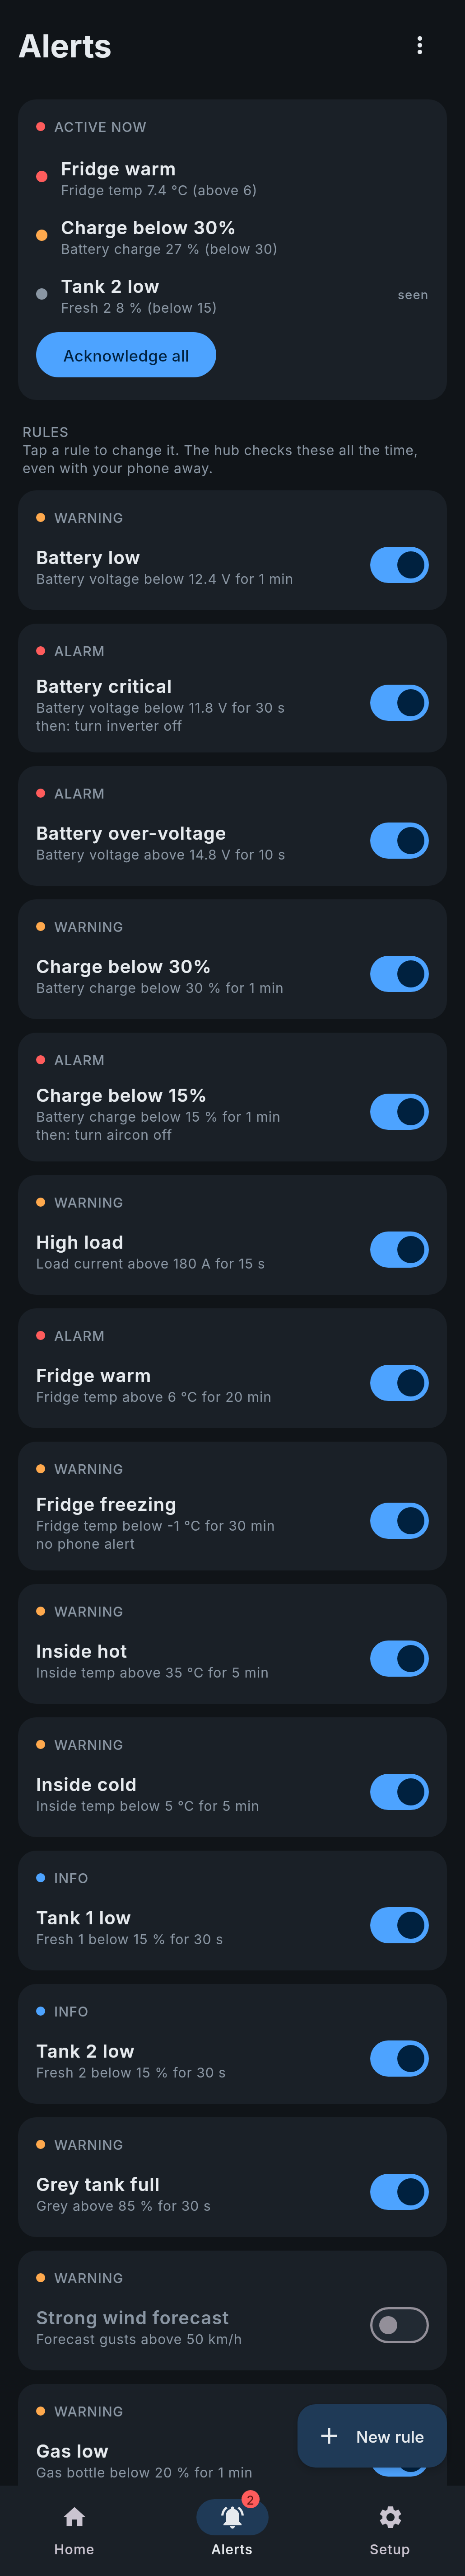 Alerts
ACTIVE NOW
Fridge warm
Fridge temp 7.4 °C (above 6)
Charge below 30%
Battery charge 27 % (below 30)
Tank 2 low
Fresh 2 8 % (below 15)
seen
Acknowledge all
RULES
Tap a rule to change it. The hub checks these all the time,
even with your phone away.
WARNING
Battery low
Battery voltage below 12.4 V for 1 min
ALARM
Battery critical
Battery voltage below 11.8 V for 30 s
then: turn inverter off
ALARM
Battery over-voltage
Battery voltage above 14.8 V for 10 s
WARNING
Charge below 30%
Battery charge below 30 % for 1 min
ALARM
Charge below 15%
Battery charge below 15 % for 1 min
then: turn aircon off
WARNING
High load
Load current above 180 A for 15 s
ALARM
Fridge warm
Fridge temp above 6 °C for 20 min
WARNING
Fridge freezing
Fridge temp below -1 °C for 30 min
no phone alert
WARNING
Inside hot
Inside temp above 35 °C for 5 min
WARNING
Inside cold
Inside temp below 5 °C for 5 min
INFO
Tank 1 low
Fresh 1 below 15 % for 30 s
INFO
Tank 2 low
Fresh 2 below 15 % for 30 s
WARNING
Grey tank full
Grey above 85 % for 30 s
WARNING
Strong wind forecast
Forecast gusts above 50 km/h
WARNING
Gas low
Gas bottle below 20 % for 1 min
New rule
2
Home
Alerts
Setup